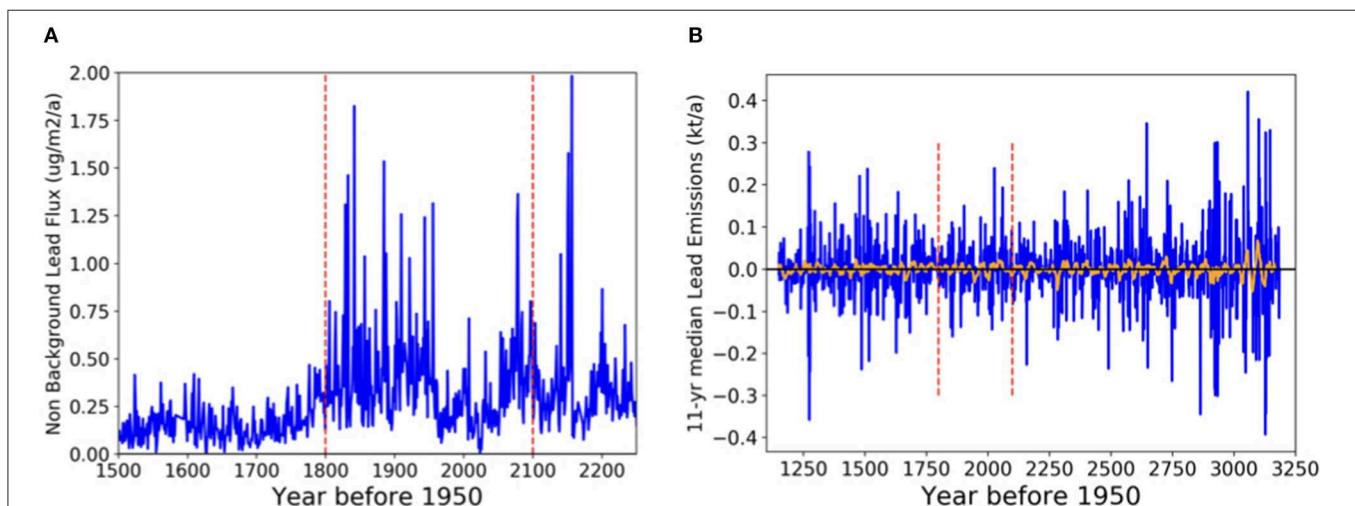 A
Non Background Lead Flux (ug/m2/a)
2.00
1.75
1.50
1.25
1.00
0.75
0.50
0.25
0.00
1500 1600 1700 1800 1900 2000 2100 2200
Year before 1950
B
11-yr median Lead Emissions (kt/a)
0.4
0.3
0.2
0.1
0.0
−0.1
−0.2
−0.3
−0.4
1250 1500 1750 2000 2250 2500 2750 3000 3250
Year before 1950